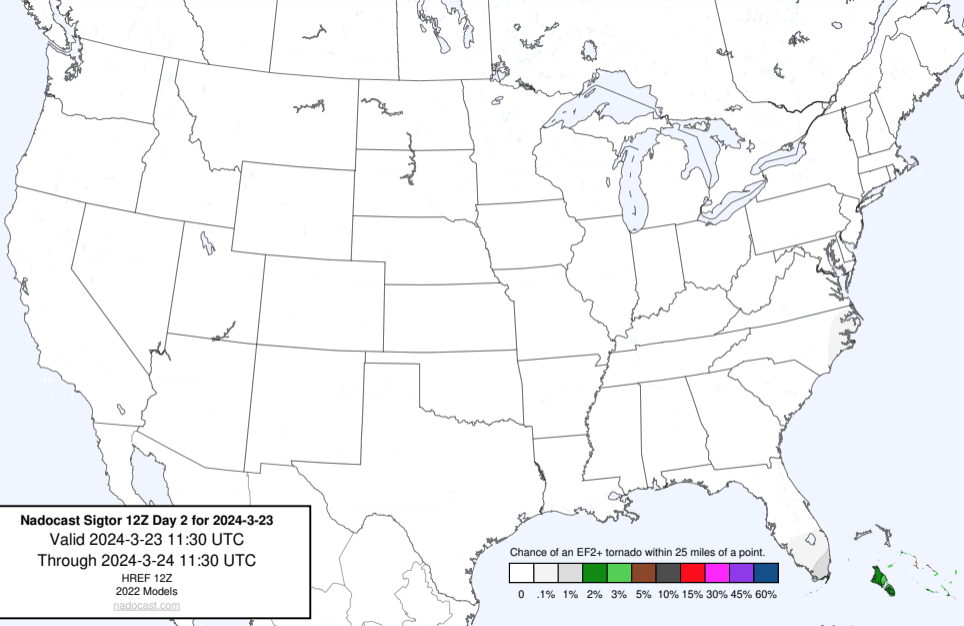 Nadocast Sigtor 12Z Day 2 for 2024-3-23
Valid 2024-3-23 11:30 UTC
Through 2024-3-24 11:30 UTC
HREF 12Z
2022 Models
nadocast.com
Chance of an EF2+ tornado within 25 miles of a point.
0 .1% 1% 2% 3% 5% 10% 15% 30% 45% 60%